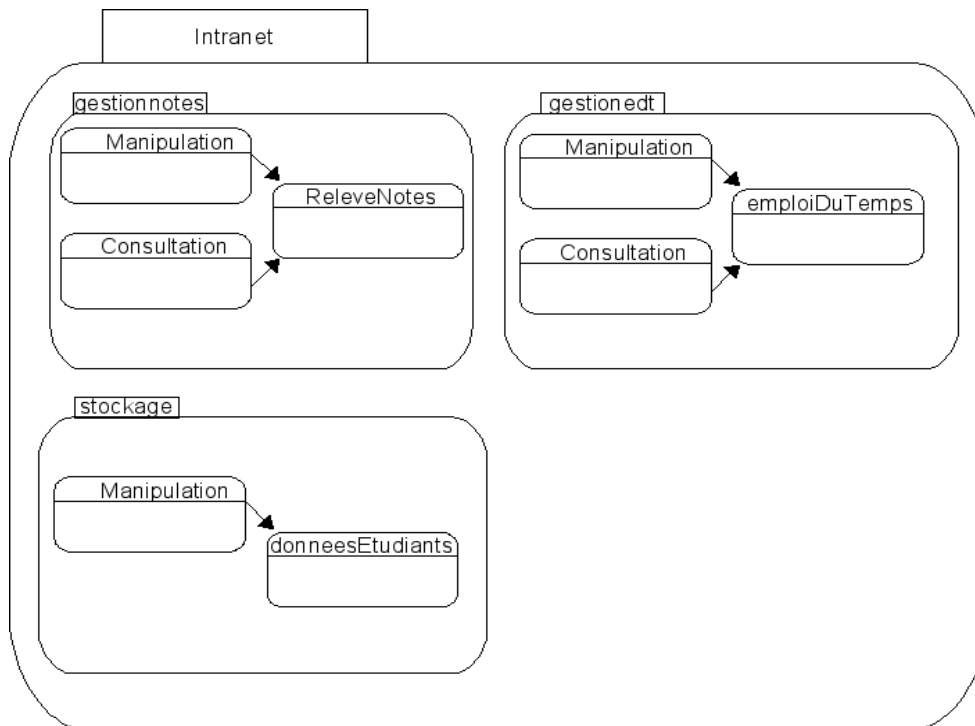 Intranet
gestionnotes
Manipulation
ReleveNotes
Consultation
gestionedt
Manipulation
emploiDuTemps
Consultation
stockage
Manipulation
donneesEtudiants